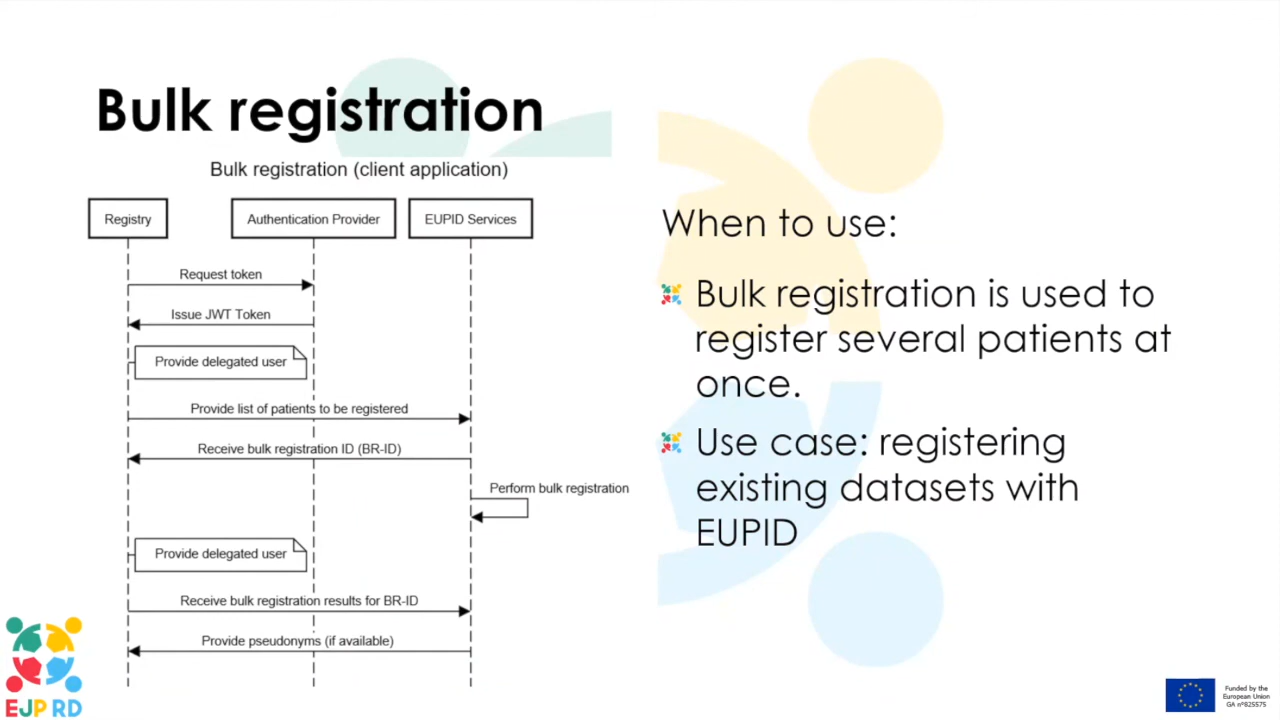 Bulk registration
Bulk registration (client application)
Registry
Authentication Provider
EUPID Services
Request token
Issue JWT Token
Provide delegated user
Provide list of patients to be registered
Receive bulk registration ID (BR-ID)
Perform bulk registration
Provide delegated user
Receive bulk registration results for BR-ID
Provide pseudonyms (if available)
When to use:
Bulk registration is used to
register several patients at
once.
Use case: registering
existing datasets with
EUPID
EJP RD
Funded by the
European Union
GA nº825575